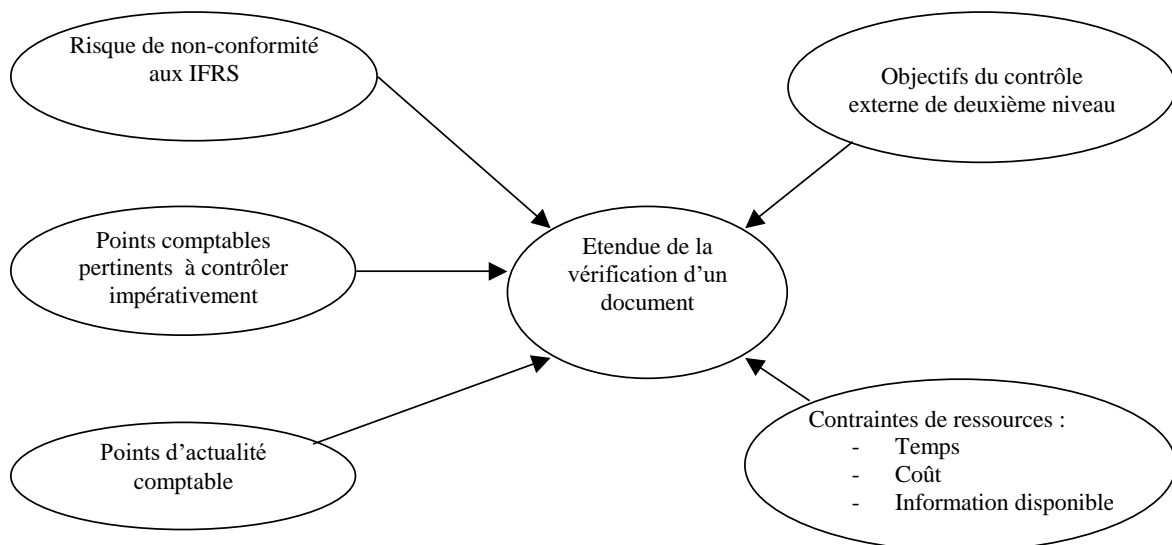 Risque de non-conformité
aux IFRS
Objectifs du contrôle
externe de deuxième niveau
Points comptables
pertinents à contrôler
impérativement
Etendue de la
vérification d’un
document
Points d’actualité
comptable
Contraintes de ressources :
- Temps
- Coût
- Information disponible